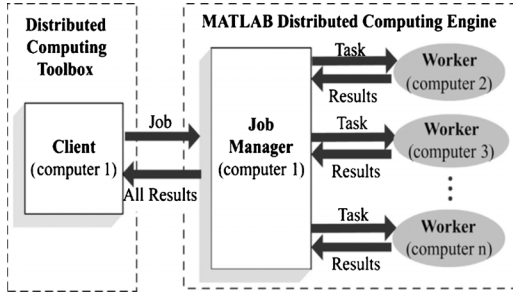 Distributed
Computing
Toolbox
MATLAB Distributed Computing Engine
Client
(computer 1)
Job
All Results
Job
Manager
(computer 1)
Task
Results
Worker
(computer 2)
Task
Results
Worker
(computer 3)
Task
Results
Worker
(computer n)